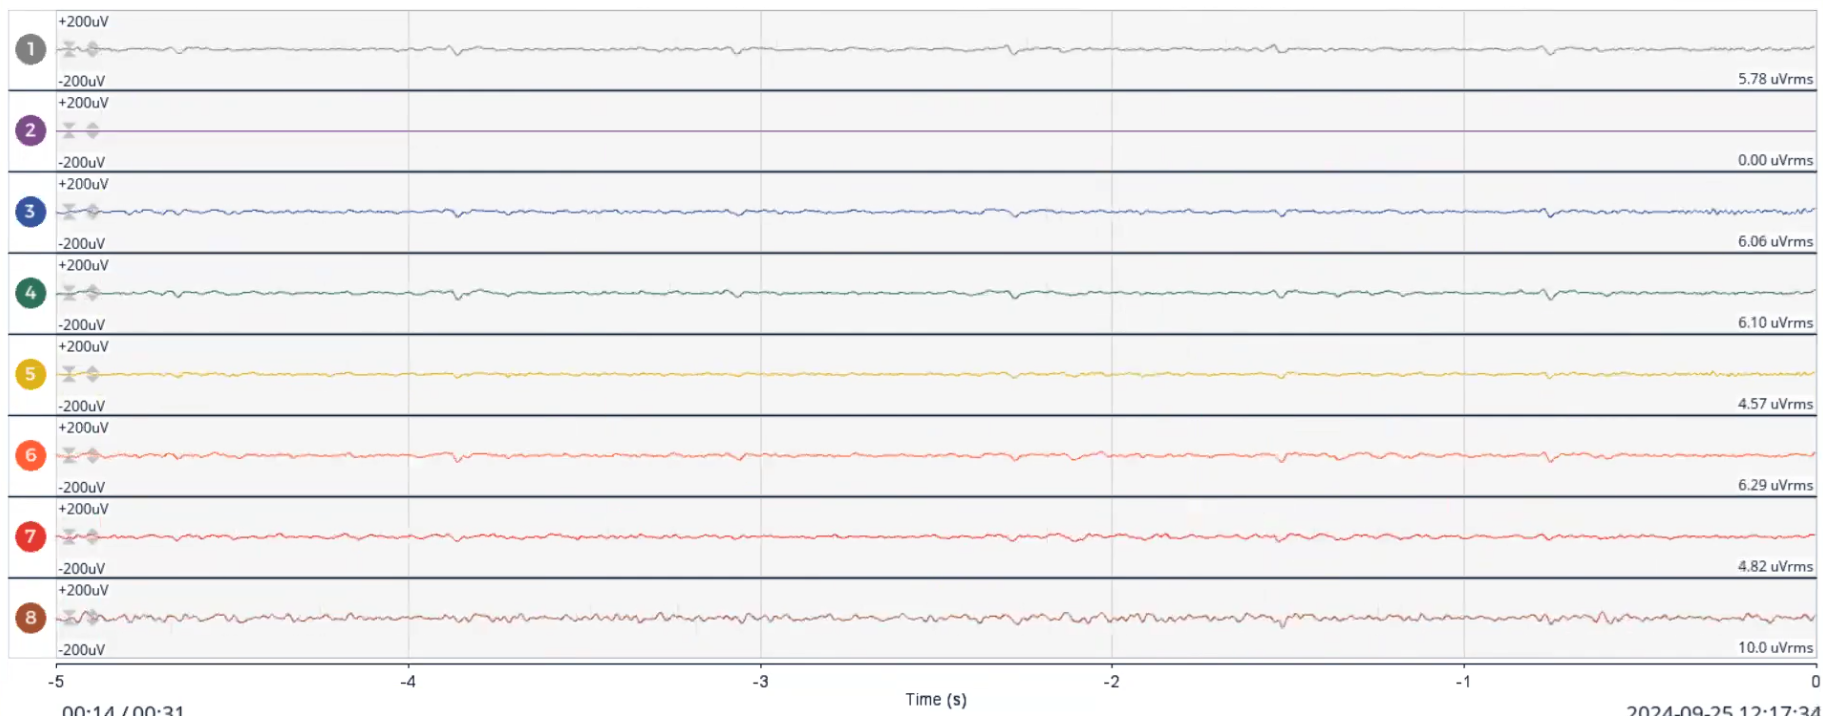 +200uV
1
-200uV
5.78 uVrms
+200uV
2
-200uV
0.00 uVrms
+200uV
3
-200uV
6.06 uVrms
+200uV
4
-200uV
6.10 uVrms
+200uV
5
-200uV
4.57 uVrms
+200uV
6
-200uV
6.29 uVrms
+200uV
7
-200uV
4.82 uVrms
+200uV
8
-200uV
10.0 uVrms
-5 -4 -3 -2 -1 0
Time (s)
00:14 / 00:31 2024-09-25 12:17:34